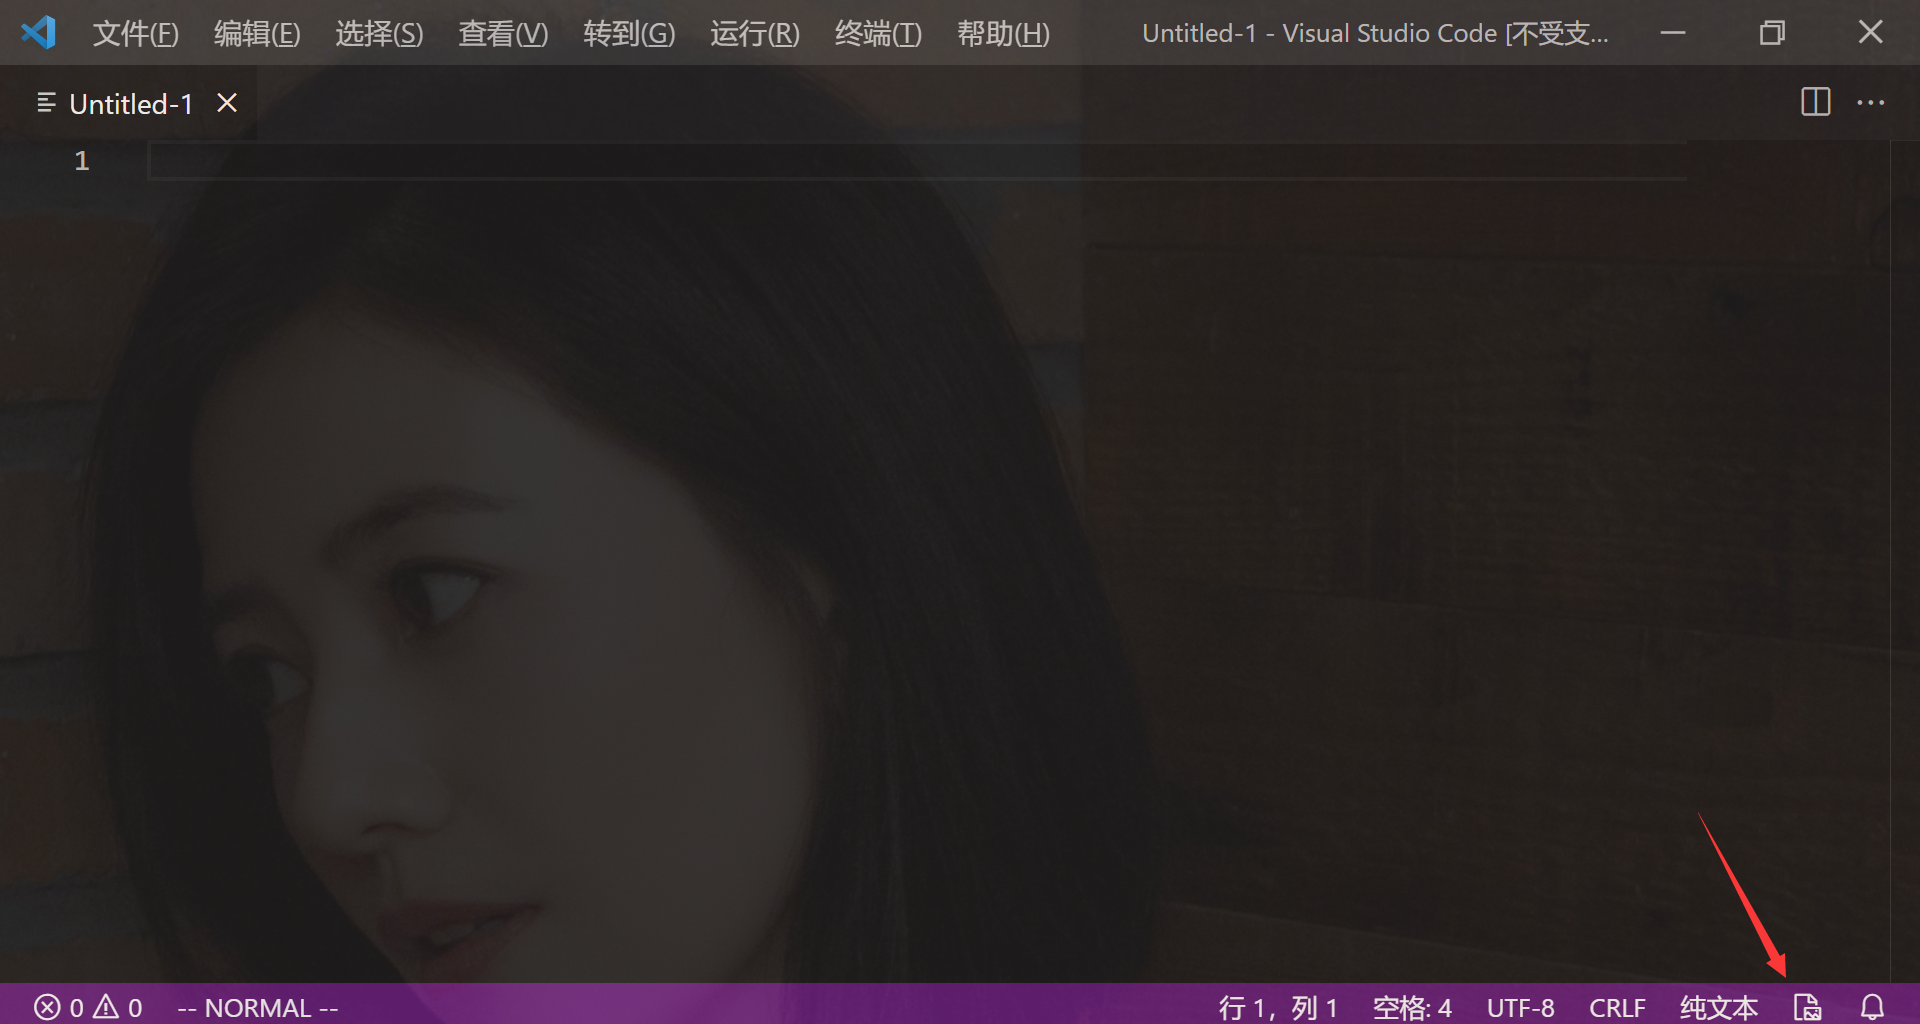 文件(F) 编辑(E) 选择(S) 查看(V) 转到(G) 运行(R) 终端(T) 帮助(H) Untitled-1 - Visual Studio Code [不受支...
Untitled-1
1
0 0 -- NORMAL -- 行 1，列 1 空格: 4 UTF-8 CRLF 纯文本